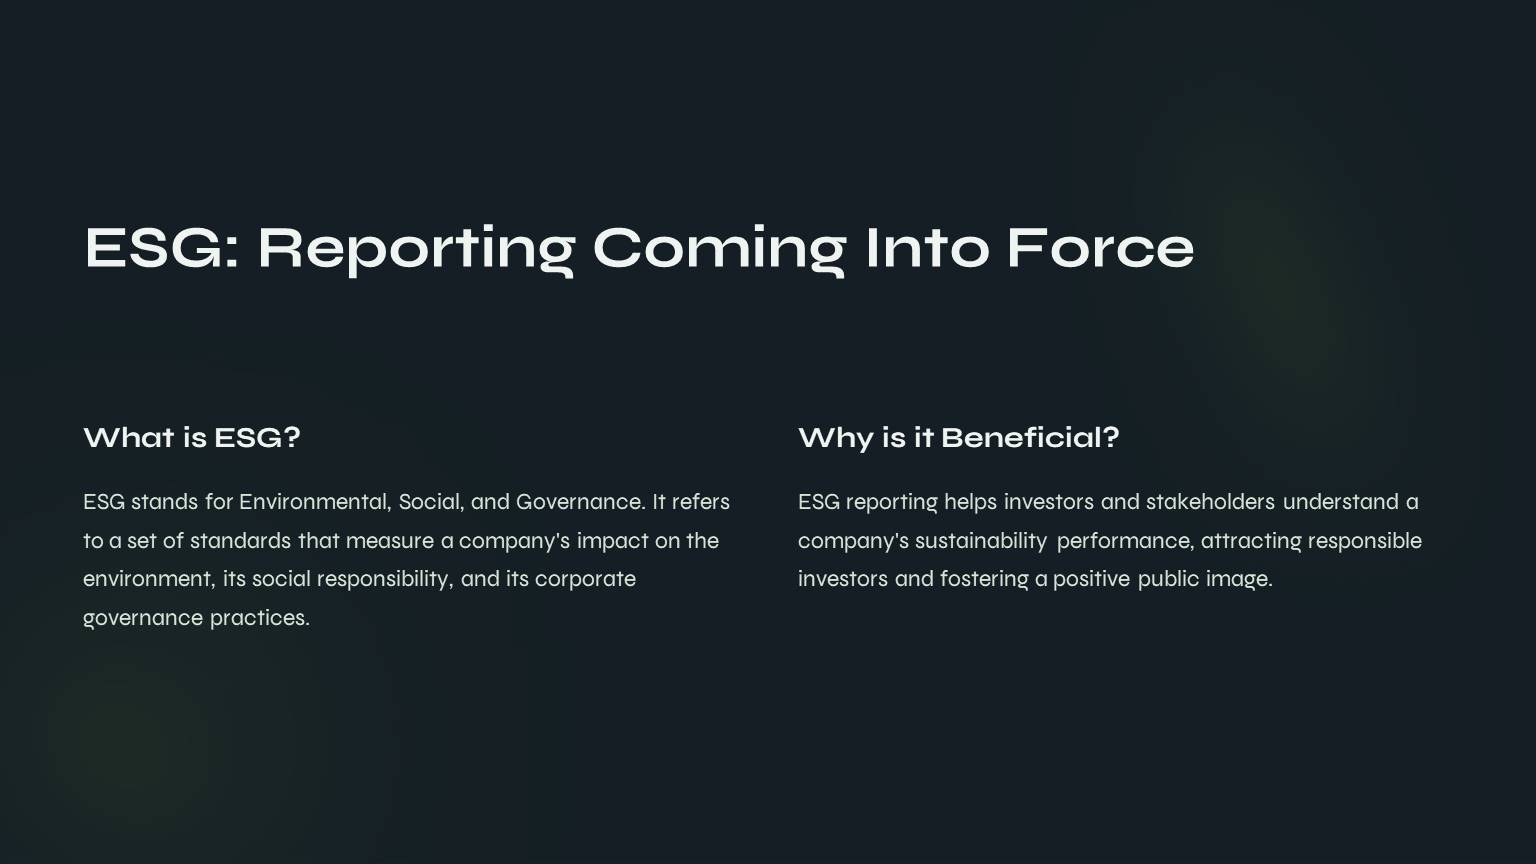 ESG: Reporting Coming Into Force
What is ESG?
ESG stands for Environmental, Social, and Governance. It refers
to a set of standards that measure a company's impact on the
environment, its social responsibility, and its corporate
governance practices.
Why is it Beneficial?
ESG reporting helps investors and stakeholders understand a
company's sustainability performance, attracting responsible
investors and fostering a positive public image.